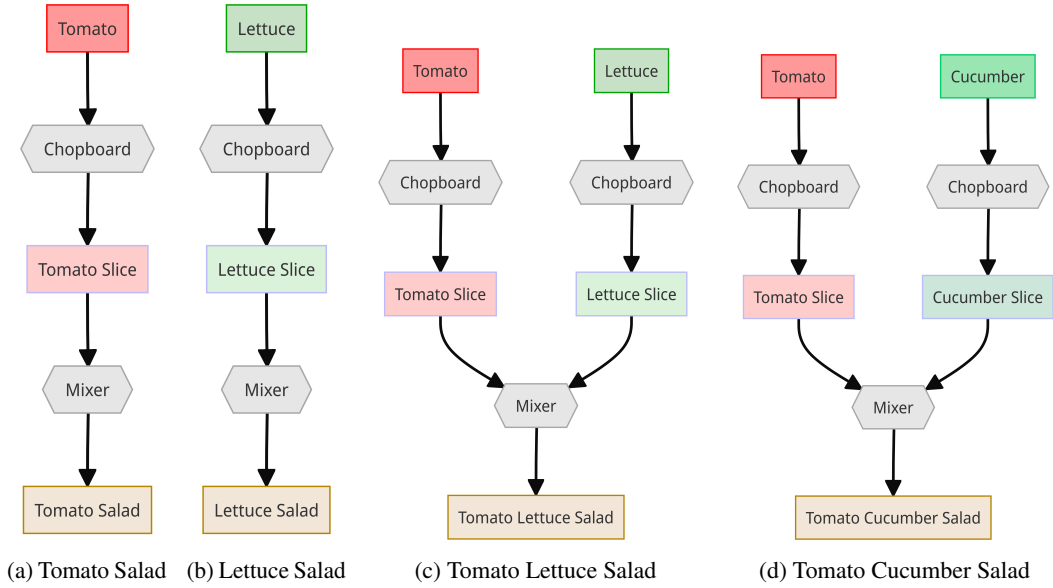 Tomato
Chopboard
Tomato Slice
Mixer
Tomato Salad
(a) Tomato Salad
Lettuce
Chopboard
Lettuce Slice
Mixer
Lettuce Salad
(b) Lettuce Salad
Tomato
Lettuce
Chopboard
Chopboard
Tomato Slice
Lettuce Slice
Mixer
Tomato Lettuce Salad
(c) Tomato Lettuce Salad
Tomato
Cucumber
Chopboard
Chopboard
Tomato Slice
Cucumber Slice
Mixer
Tomato Cucumber Salad
(d) Tomato Cucumber Salad